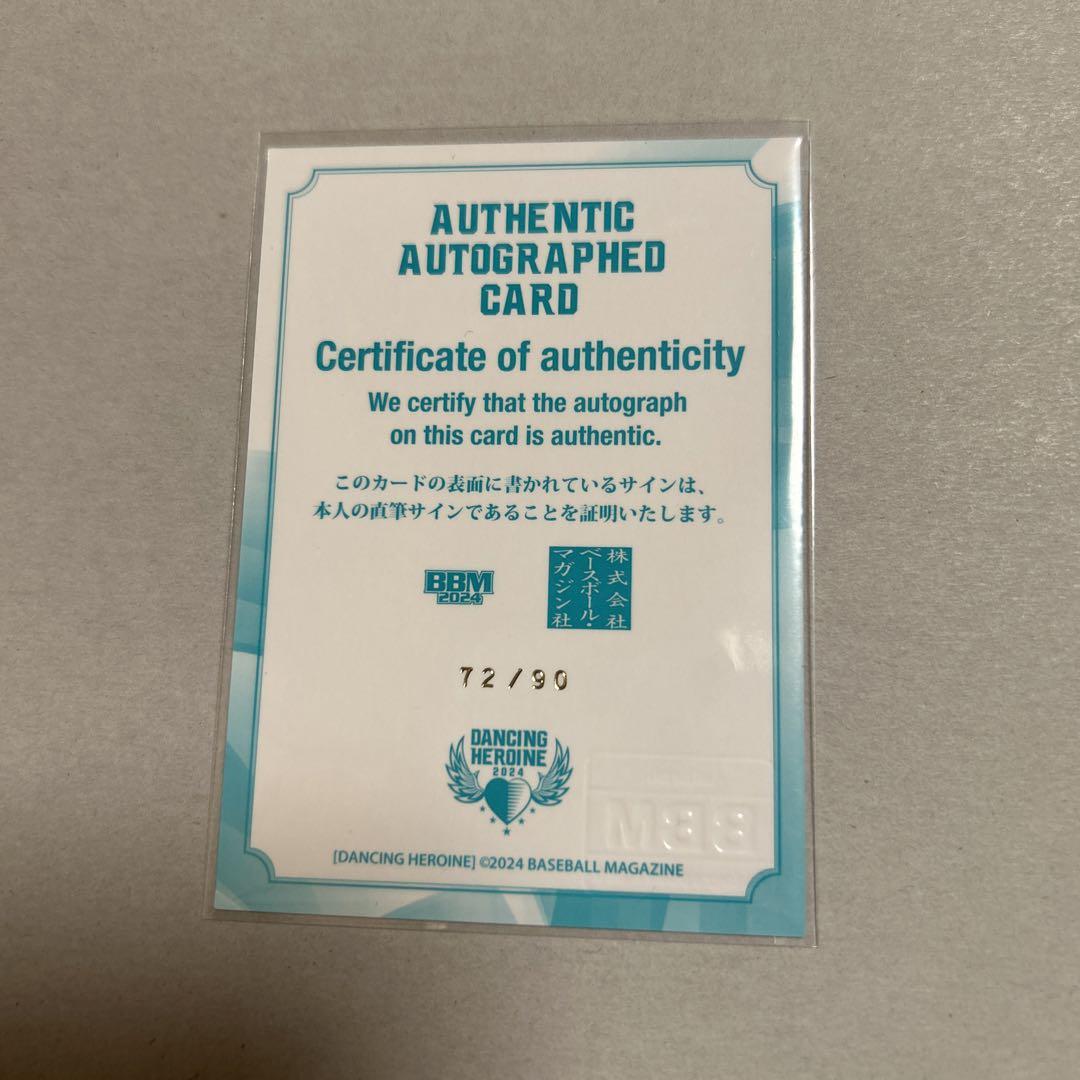 AUTHENTIC
AUTOGRAPHED
CARD
Certificate of authenticity
We certify that the autograph
on this card is authentic.
このカードの表面に書かれているサインは、
本人の直筆サインであることを証明いたします。
BBM
2024
株式会社
ベースボール・
マガジン社
72/90
DANCING
HEROINE
2024
BBM
[DANCING HEROINE] ©2024 BASEBALL MAGAZINE